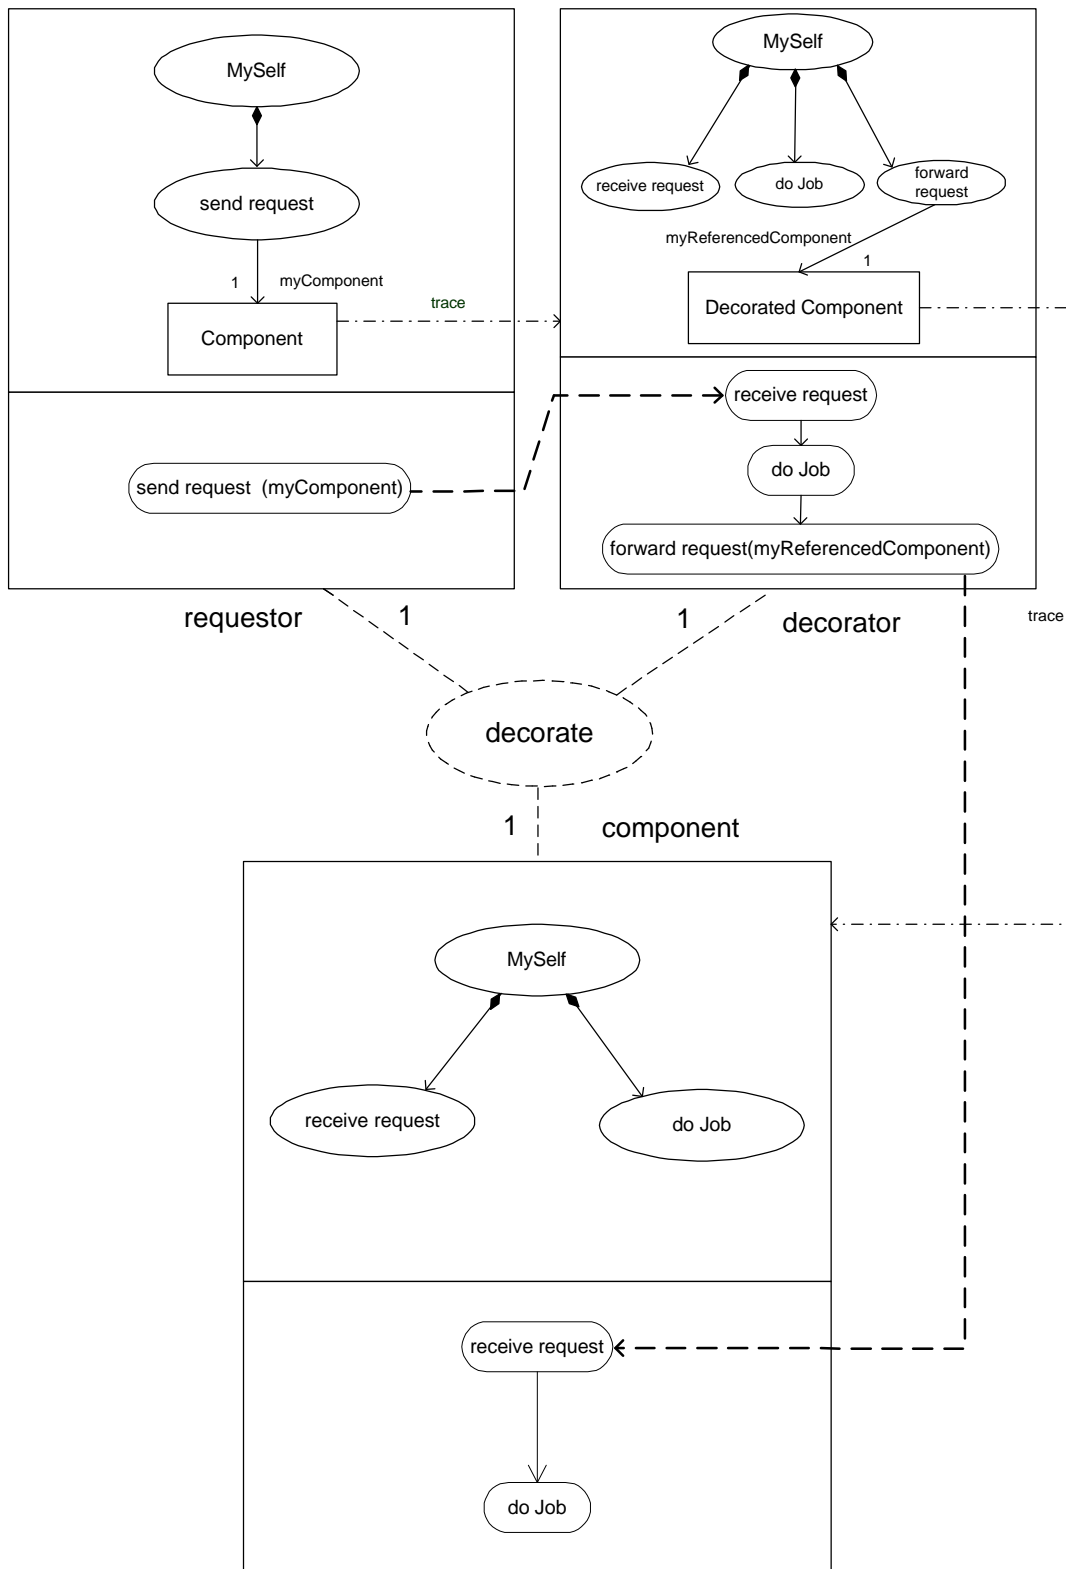 MySelf
send request
1
myComponent
Component
trace
MySelf
receive request
do Job
forward
request
myReferencedComponent
1
Decorated Component
send request (myComponent)
receive request
do Job
forward request(myReferencedComponent)
requestor
1
1
decorator
trace
decorate
1
component
MySelf
receive request
do Job
receive request
do Job